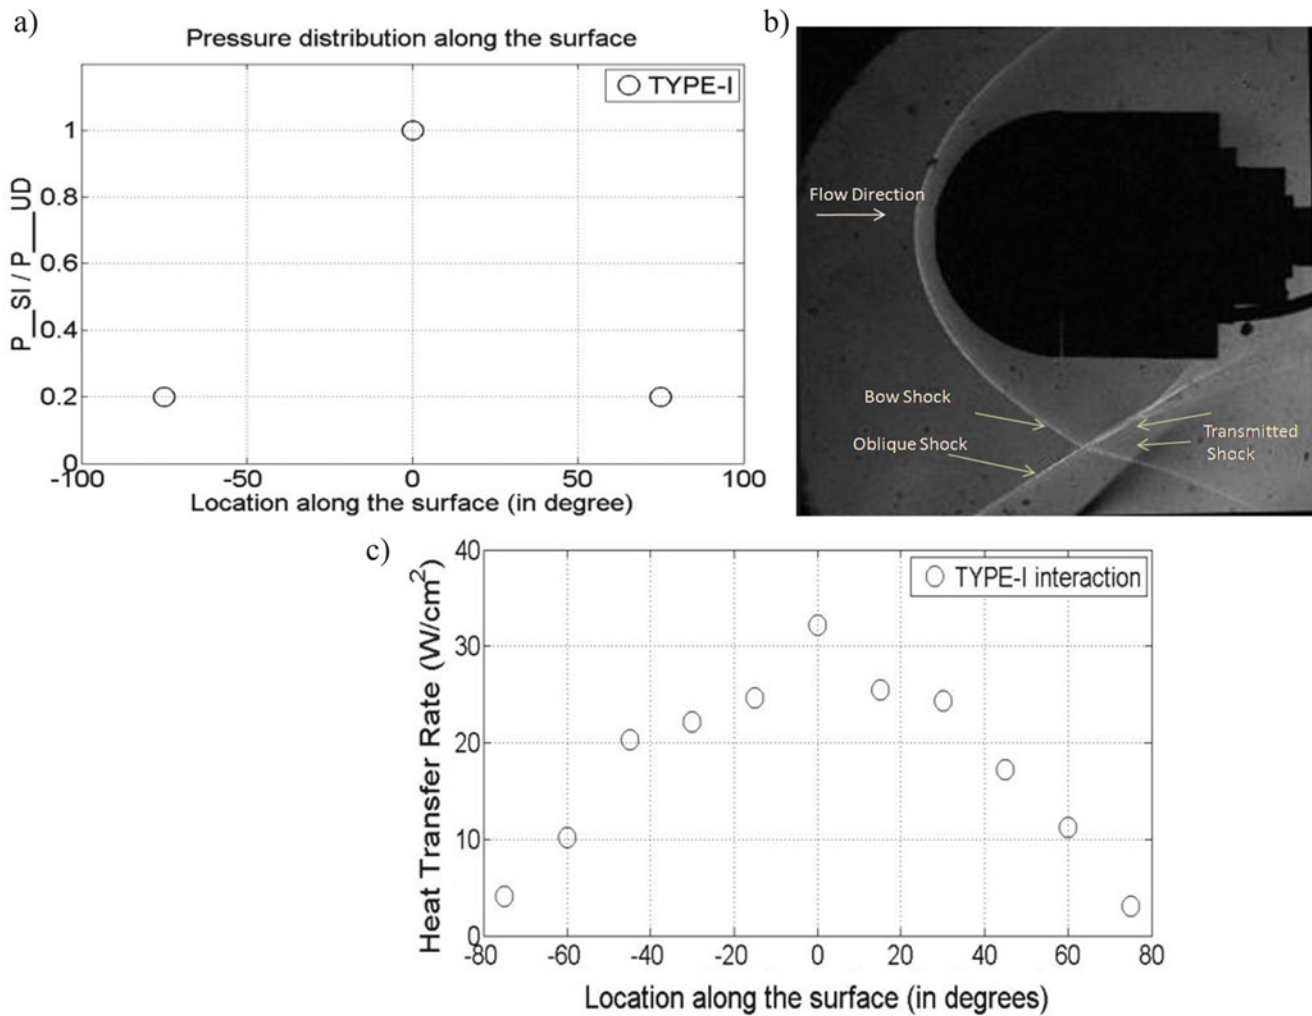 a)
Pressure distribution along the surface
TYPE-I
P__SI / P__UD
1
0.8
0.6
0.4
0.2
0
-100
-50
0
50
100
Location along the surface (in degree)
b)
Flow Direction
Bow Shock
Oblique Shock
Transmitted
Shock
c)
TYPE-I interaction
Heat Transfer Rate (W/cm²)
40
30
20
10
0
-80
-60
-40
-20
0
20
40
60
80
Location along the surface (in degrees)